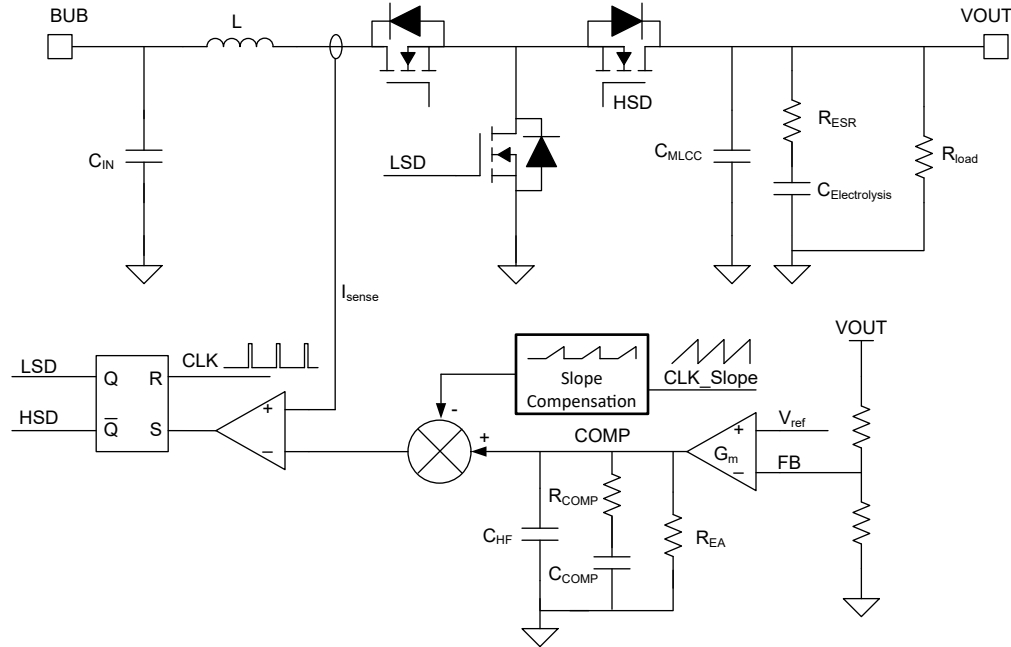 BUB
L
VOUT
HSD
R_ESR
C_IN
LSD
C_MLCC
R_load
C_Electrolysis
I_sense
VOUT
LSD
CLK
Q
R
CLK_Slope
Slope
Compensation
-
HSD
Q̅
S
+
+
COMP
+
V_ref
-
G_m
-
FB
R_COMP
C_HF
R_EA
C_COMP